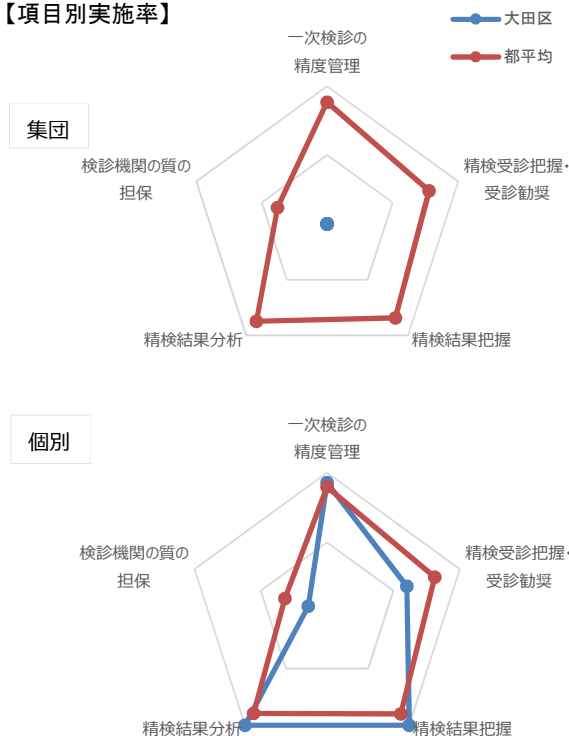 【項目別実施率】
大田区
都平均
集団
一次検診の
精度管理
精検受診把握・
受診勧奨
精検結果把握
精検結果分析
検診機関の質の
担保
個別
一次検診の
精度管理
精検受診把握・
受診勧奨
精検結果把握
精検結果分析
検診機関の質の
担保